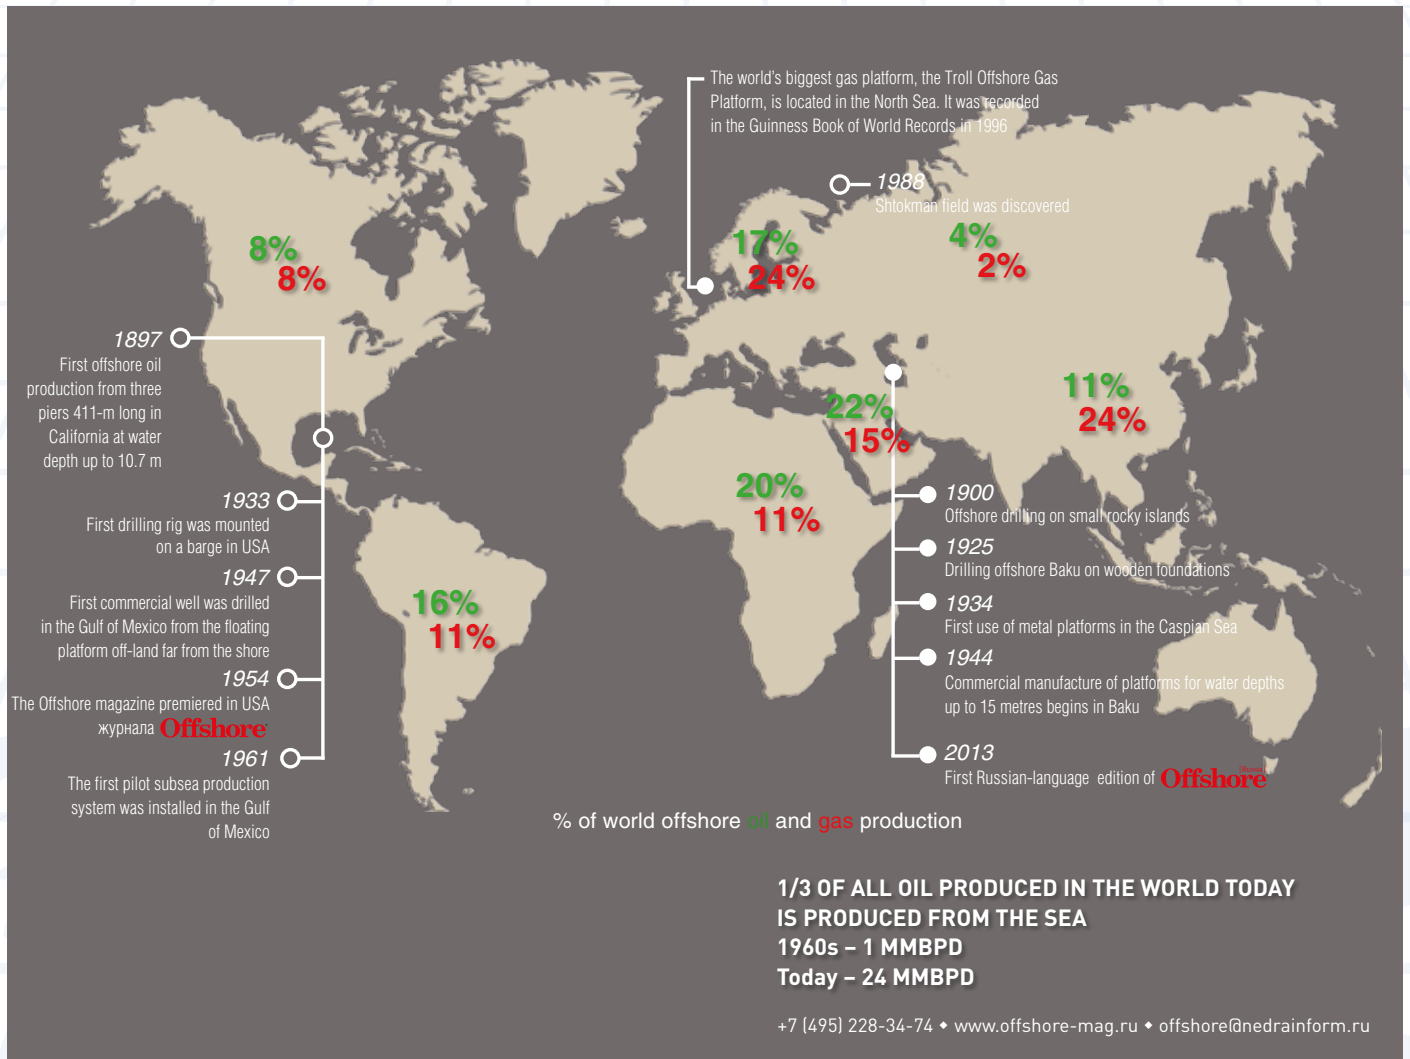 The world's biggest gas platform, the Troll Offshore Gas
Platform, is located in the North Sea. It was recorded
in the Guinness Book of World Records in 1996
1988
Shtokman field was discovered
8%
8%
17%
24%
4%
2%
1897
First offshore oil
production from three
piers 411-m long in
California at water
depth up to 10.7 m
1933
First drilling rig was mounted
on a barge in USA
1947
First commercial well was drilled
in the Gulf of Mexico from the floating
platform off-land far from the shore
1954
The Offshore magazine premiered in USA
журнала Offshore
1961
The first pilot subsea production
system was installed in the Gulf
of Mexico
22%
15%
11%
24%
20%
11%
16%
11%
1900
Offshore drilling on small rocky islands
1925
Drilling offshore Baku on wooden foundations
1934
First use of metal platforms in the Caspian Sea
1944
Commercial manufacture of platforms for water depths
up to 15 metres begins in Baku
2013
First Russian-language edition of Offshore [Russia]
% of world offshore oil and gas production
1/3 OF ALL OIL PRODUCED IN THE WORLD TODAY
IS PRODUCED FROM THE SEA
1960s – 1 MMBPD
Today – 24 MMBPD
+7 (495) 228-34-74 ◆ www.offshore-mag.ru ◆ offshore@nedrainform.ru